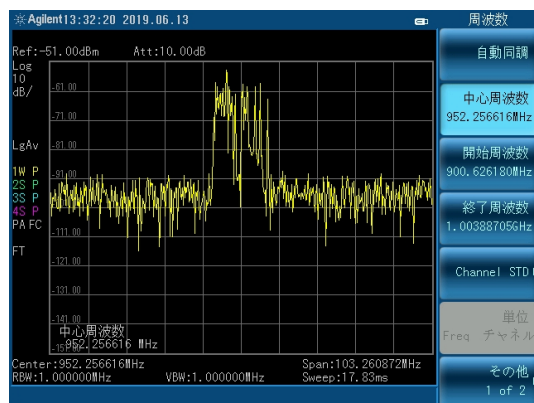 Agilent 13:32:20 2019.06.13
周波数
Ref:-51.00dBm Att:10.00dB
Log
10
dB/
自動同調
-61.00
-71.00
中心周波数
952.256616MHz
LgAv
-81.00
開始周波数
900.626180MHz
-91.00
1W P
2S P
3S P
4S P
PA FC
終了周波数
1.003887056Hz
-111.00
FT
-121.00
Channel STD
-131.00
-141.00
単位
Freq チャネル
中心周波数
952.256616 MHz
Center:952.256616MHz Span:103.260872MHz
RBW:1.000000MHz VBW:1.000000MHz Sweep:17.83ms
その他
1 of 2